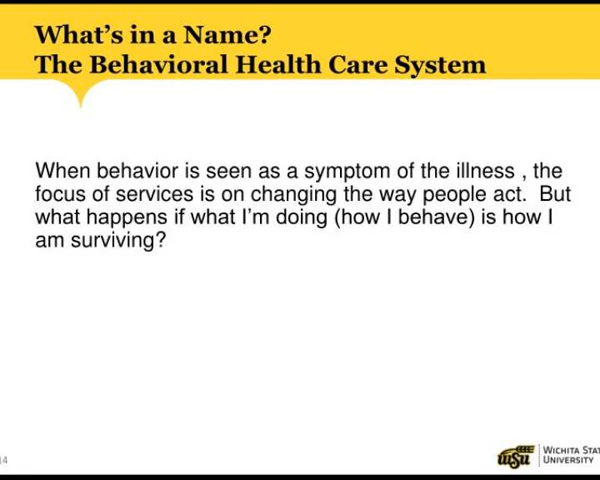 What's in a Name?
The Behavioral Health Care System
When behavior is seen as a symptom of the illness , the
focus of services is on changing the way people act.  But
what happens if what I'm doing (how I behave) is how I
am surviving?
14
wsu
WICHITA STAT
UNIVERSITY